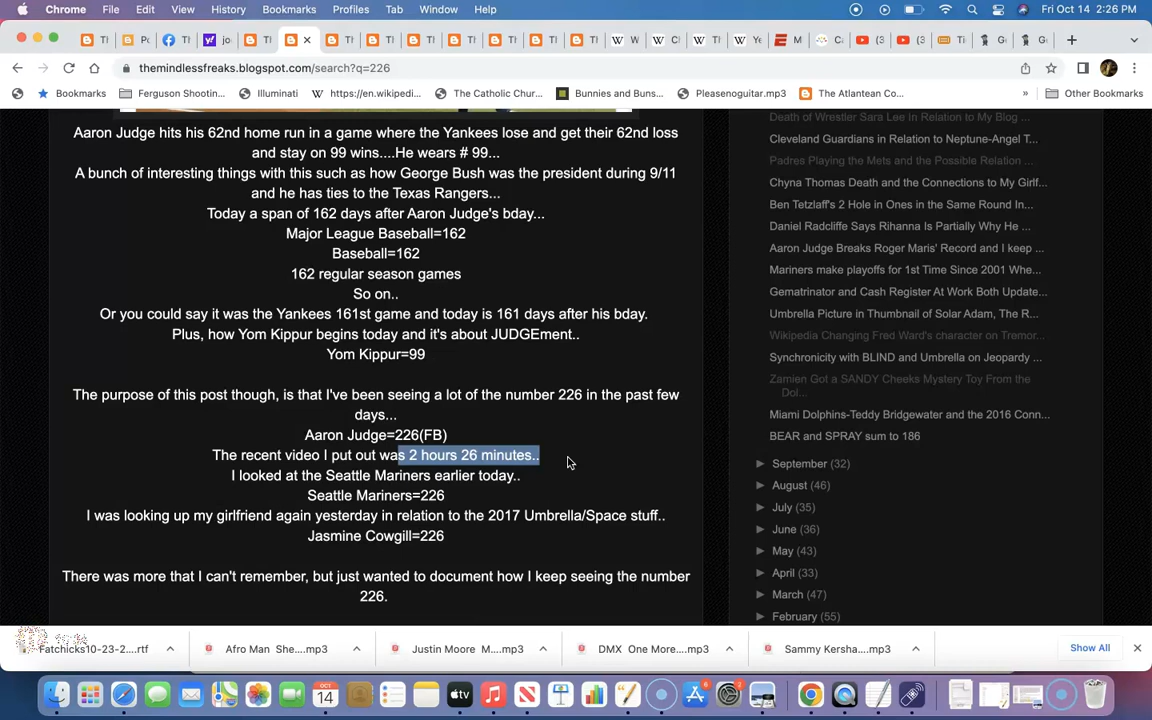 Chrome File Edit View History Bookmarks Profiles Tab Window Help Fri Oct 14 2:26 PM
themindlessfreaks.blogspot.com/search?q=226
Bookmarks Ferguson Shootin... Illuminati https://en.wikipedi... The Catholic Chur... Bunnies and Buns... Pleasenoguitar.mp3 The Atlantean Co... » Other Bookmarks
Aaron Judge hits his 62nd home run in a game where the Yankees lose and get their 62nd loss
and stay on 99 wins....He wears # 99...
A bunch of interesting things with this such as how George Bush was the president during 9/11
and he has ties to the Texas Rangers...
Today a span of 162 days after Aaron Judge's bday...
Major League Baseball=162
Baseball=162
162 regular season games
So on..
Or you could say it was the Yankees 161st game and today is 161 days after his bday.
Plus, how Yom Kippur begins today and it's about JUDGEment..
Yom Kippur=99
The purpose of this post though, is that I've been seeing a lot of the number 226 in the past few
days...
Aaron Judge=226(FB)
The recent video I put out was 2 hours 26 minutes..
I looked at the Seattle Mariners earlier today..
Seattle Mariners=226
I was looking up my girlfriend again yesterday in relation to the 2017 Umbrella/Space stuff..
Jasmine Cowgill=226
There was more that I can't remember, but just wanted to document how I keep seeing the number
226.
Death of Wrestler Sara Lee in Relation to My Blog ...
Cleveland Guardians in Relation to Neptune-Angel T...
Padres Playing the Mets and the Possible Relation ...
Chyna Thomas Death and the Connections to My Girlf...
Ben Tetzlaff's 2 Hole in Ones in the Same Round In...
Daniel Radcliffe Says Rihanna Is Partially Why He ...
Aaron Judge Breaks Roger Maris' Record and I keep ...
Mariners make playoffs for 1st Time Since 2001 Whe...
Gematrinator and Cash Register At Work Both Update...
Umbrella Picture in Thumbnail of Solar Adam, The R...
Wikipedia Changing Fred Ward's character on Tremor...
Synchronicity with BLIND and Umbrella on Jeopardy ...
Zamien Got a SANDY Cheeks Mystery Toy From the
Dol...
Miami Dolphins-Teddy Bridgewater and the 2016 Conn...
BEAR and SPRAY sum to 186
► September (32)
► August (46)
► July (35)
► June (36)
► May (43)
► April (33)
► March (47)
► February (55)
Fatchicks10-23-2....rtf Afro Man She....mp3 Justin Moore M....mp3 DMX One More....mp3 Sammy Kersha....mp3 Show All